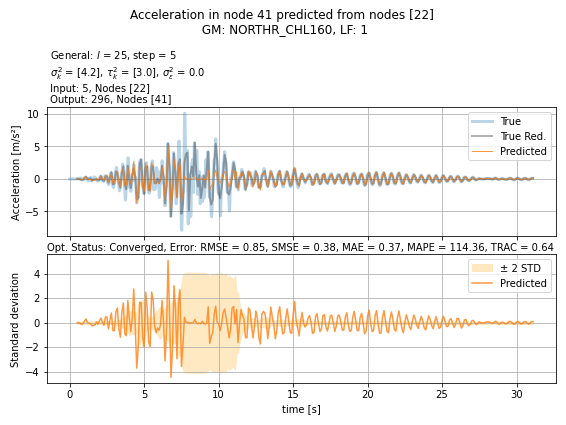 Acceleration in node 41 predicted from nodes [22]
GM: NORTHR_CHL160, LF: 1
General: l = 25, step = 5
σ²ₖ = [4.2], τ²ₖ = [3.0], σ²ε = 0.0
Input: 5, Nodes [22]
Output: 296, Nodes [41]
Acceleration [m/s²]
10
5
0
−5
True
True Red.
Predicted
Opt. Status: Converged, Error: RMSE = 0.85, SMSE = 0.38, MAE = 0.37, MAPE = 114.36, TRAC = 0.64
Standard deviation
4
2
0
−2
−4
± 2 STD
Predicted
0 5 10 15 20 25 30
time [s]